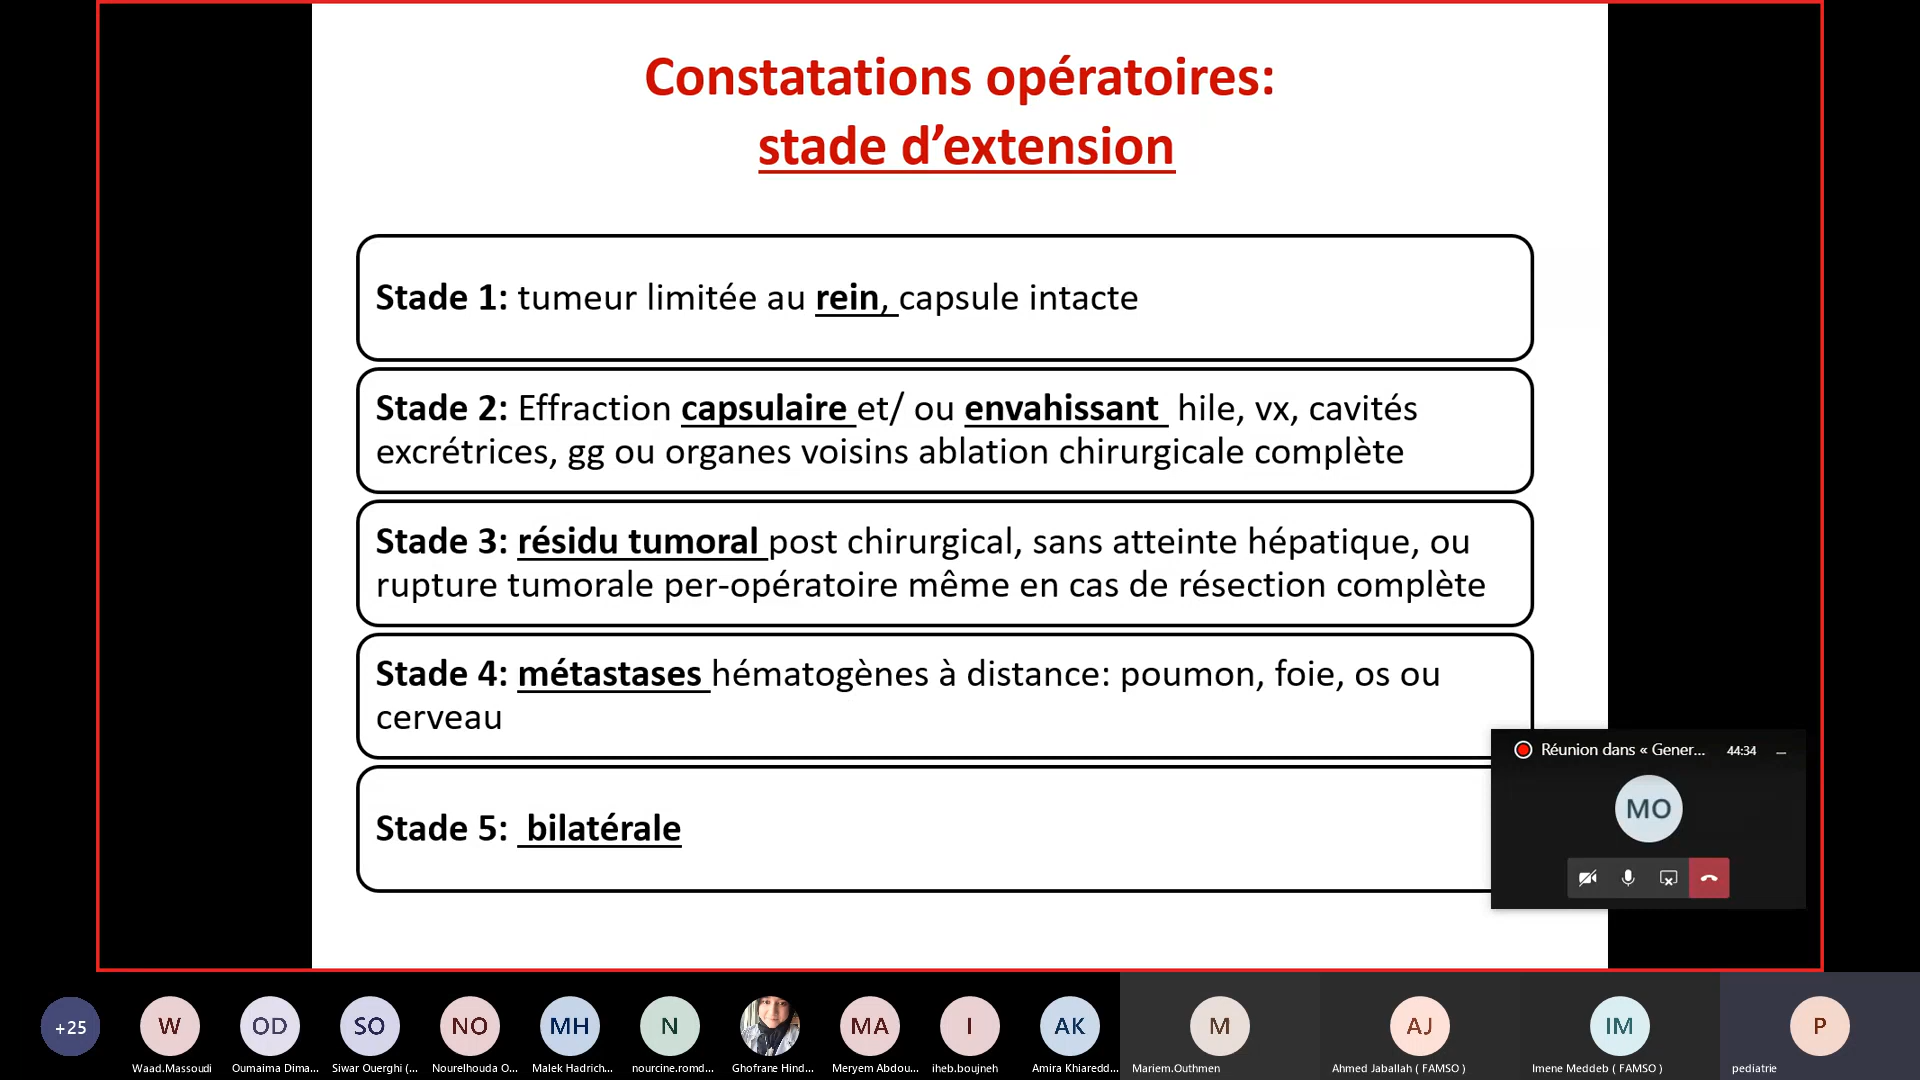 Constatations opératoires:
stade d’extension
Stade 1: tumeur limitée au rein, capsule intacte
Stade 2: Effraction capsulaire et/ ou envahissant hile, vx, cavités
excrétrices, gg ou organes voisins ablation chirurgicale complète
Stade 3: résidu tumoral post chirurgical, sans atteinte hépatique, ou
rupture tumorale per-opératoire même en cas de résection complète
Stade 4: métastases hématogènes à distance: poumon, foie, os ou
cerveau
Stade 5: bilatérale
Réunion dans « Gener... 44:34
MO
+25 W OD SO NO MH N MA I AK M AJ IM P
Waad.Massoudi Oumaima Dima... Siwar Ouerghi (... Nourelhouda O... Malek Hadrich... nourcine.romd... Ghofrane Hind... Meryem Abdou... iheb.boujneh Amira Khiaredd... Mariem.Outhmen Ahmed Jaballah ( FAMSO ) Imene Meddeb ( FAMSO ) pediatrie